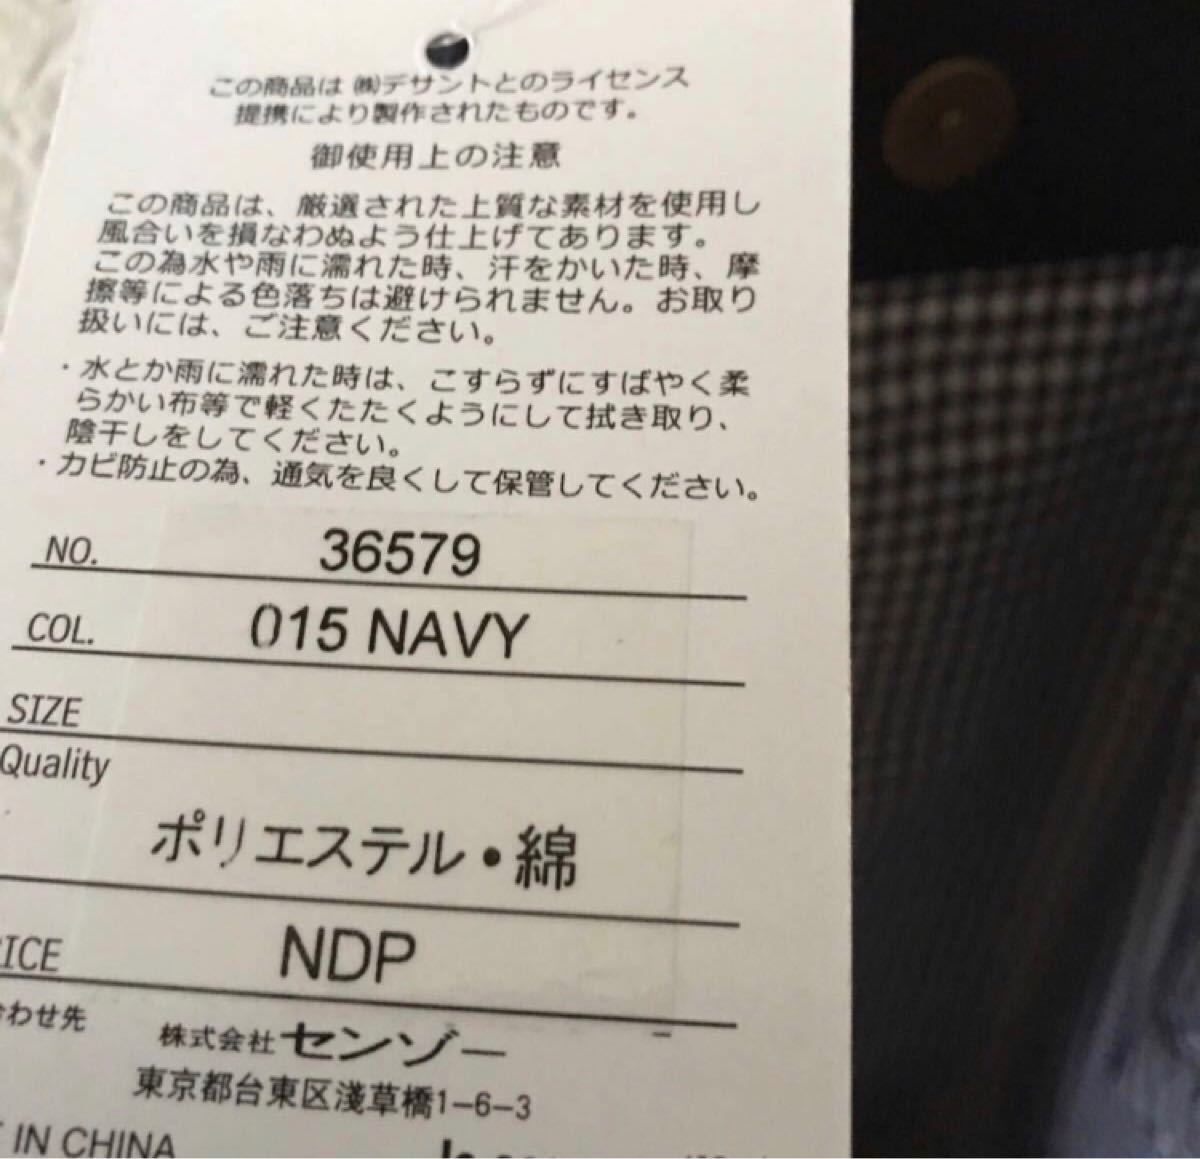 この商品は ㈱デサントとのライセンス
提携により製作されたものです。
御使用上の注意
この商品は、厳選された上質な素材を使用し
風合いを損なわぬよう仕上げてあります。
この為水や雨に濡れた時、汗をかいた時、摩
擦等による色落ちは避けられません。お取り
扱いには、ご注意ください。
・水とか雨に濡れた時は、こすらずにすばやく柔
らかい布等で軽くたたくようにして拭き取り、
陰干しをしてください。
・カビ防止の為、通気を良くして保管してください。
NO. 36579
COL. 015 NAVY
SIZE
Quality
ポリエステル・綿
ICE NDP
わせ先
株式会社 センゾー
東京都台東区淺草橋1-6-3
IN CHINA